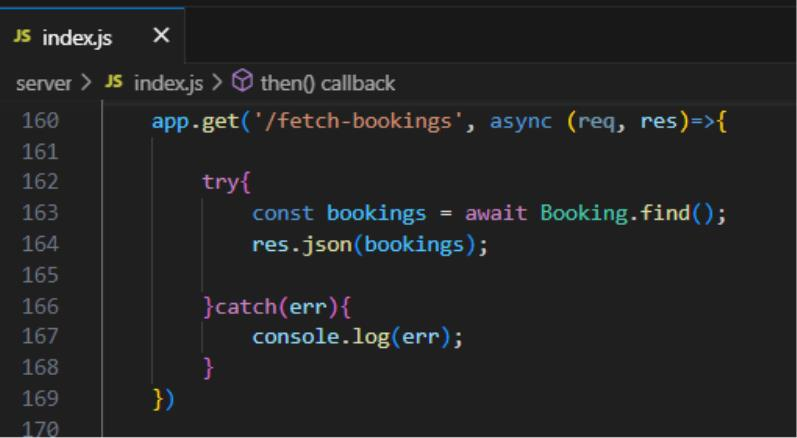 JS index.js ×
server > JS index.js > then() callback
160 app.get('/fetch-bookings', async (req, res)=>{
161
162 try{
163 const bookings = await Booking.find();
164 res.json(bookings);
165
166 }catch(err){
167 console.log(err);
168 }
169 })
170